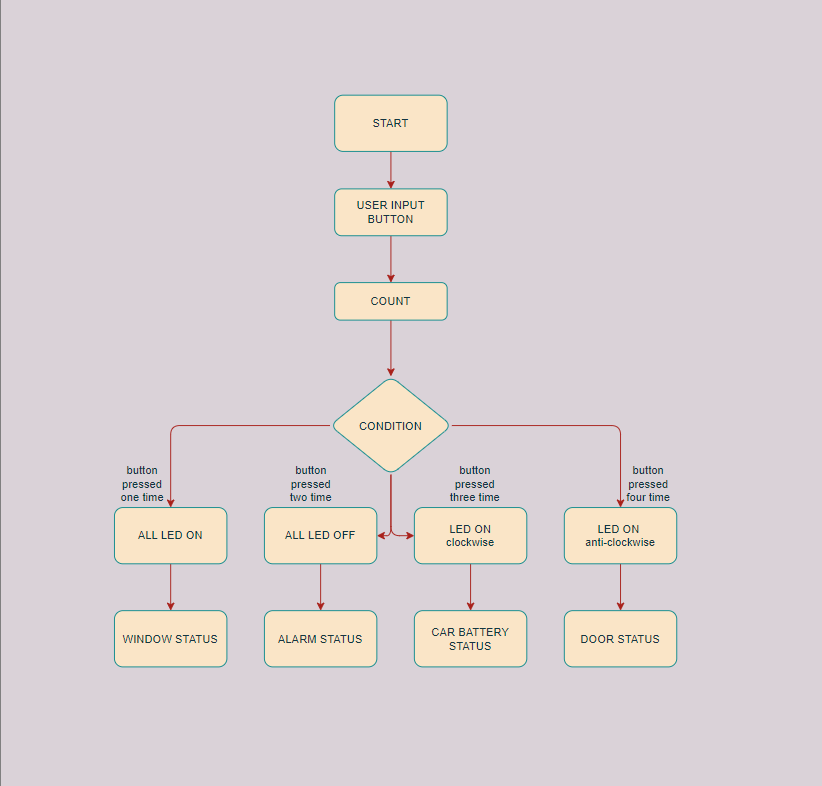 START
USER INPUT
BUTTON
COUNT
CONDITION
button
pressed
one time
button
pressed
two time
button
pressed
three time
button
pressed
four time
ALL LED ON
ALL LED OFF
LED ON
clockwise
LED ON
anti-clockwise
WINDOW STATUS
ALARM STATUS
CAR BATTERY
STATUS
DOOR STATUS